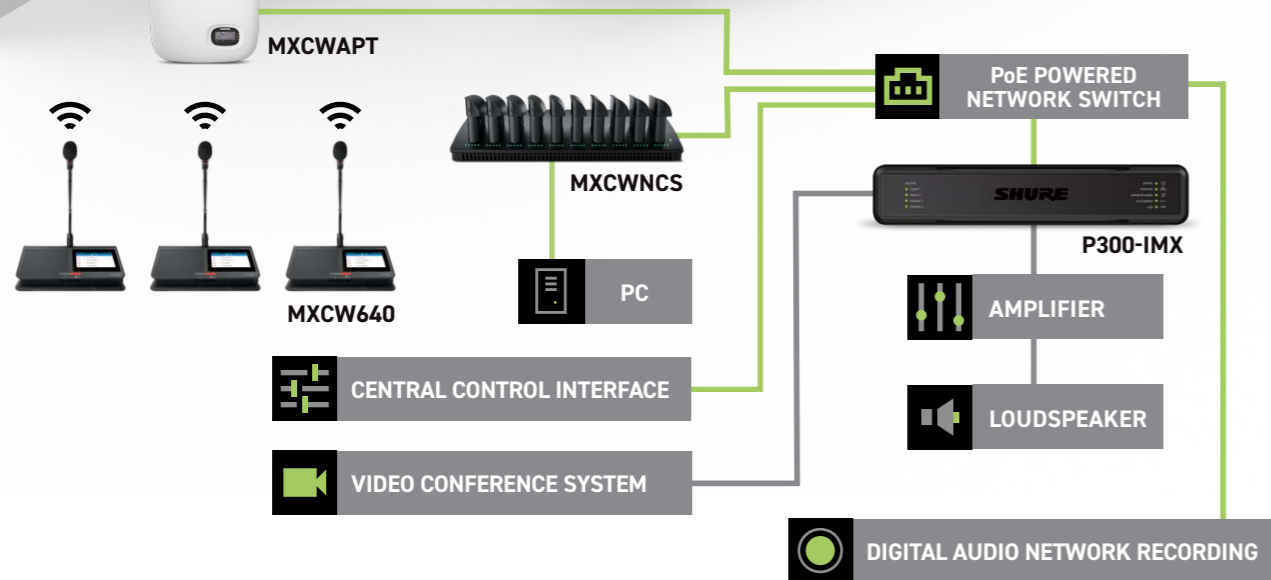 MXCWAPT
PoE POWERED
NETWORK SWITCH
MXCWNCS
SHURE
P300-IMX
PC
AMPLIFIER
MXCW640
CENTRAL CONTROL INTERFACE
LOUDSPEAKER
VIDEO CONFERENCE SYSTEM
DIGITAL AUDIO NETWORK RECORDING